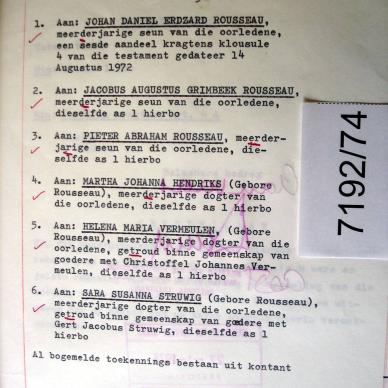 1. Aan: JOHAN DANIEL ERDZARD ROUSSEAU,
meerderjarige seun van die oorledene,
een sesde aandeel kragtens klousule
4 van die testament gedateer 14
Augustus 1972
2. Aan: JACOBUS AUGUSTUS GRIMBEEK ROUSSEAU,
meerderjarige seun van die oorledene,
dieselfde as 1 hierbo
3. Aan: PIETER ABRAHAM ROUSSEAU, meerder-
jarige seun van die oorledene, die-
selfde as 1 hierbo
4. Aan: MARTHA JOHANNA HENDRIKS (Gebore
Rousseau), meerderjarige dogter van
die oorledene, dieselfde as 1 hierbo
5. Aan: HELENA MARIA VERMEULEN, (Gebore
Rousseau), meerderjarige dogter van die
oorledene, getroud binne gemeenskap van
goedere met Christoffel Johannes Ver-
meulen, dieselfde as 1 hierbo
6. Aan: SARA SUSANNA STRUWIG (Gebore Rousseau),
meerderjarige dogter van die oorledene,
getroud binne gemeenskap van goedere met
Gert Jacobus Struwig, dieselfde as 1
hierbo
Al bogemelde toekennings bestaan uit kontant
7192/74